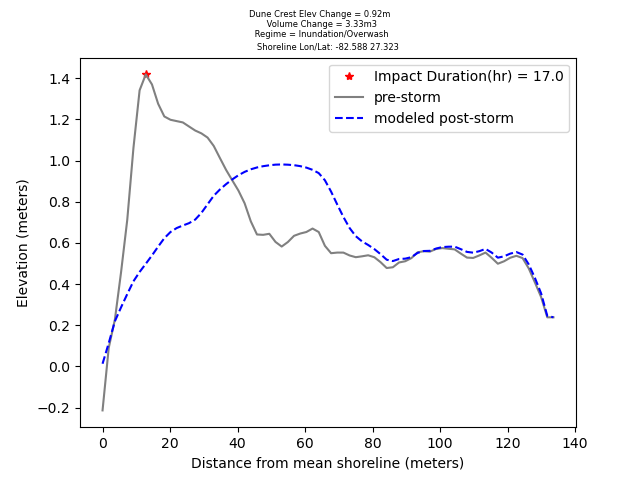 Dune Crest Elev Change = 0.92m
Volume Change = 3.33m3
Regime = Inundation/Overwash
Shoreline Lon/Lat: -82.588 27.323
Impact Duration(hr) = 17.0
pre-storm
modeled post-storm
Elevation (meters)
1.4
1.2
1.0
0.8
0.6
0.4
0.2
0.0
−0.2
0 20 40 60 80 100 120 140
Distance from mean shoreline (meters)